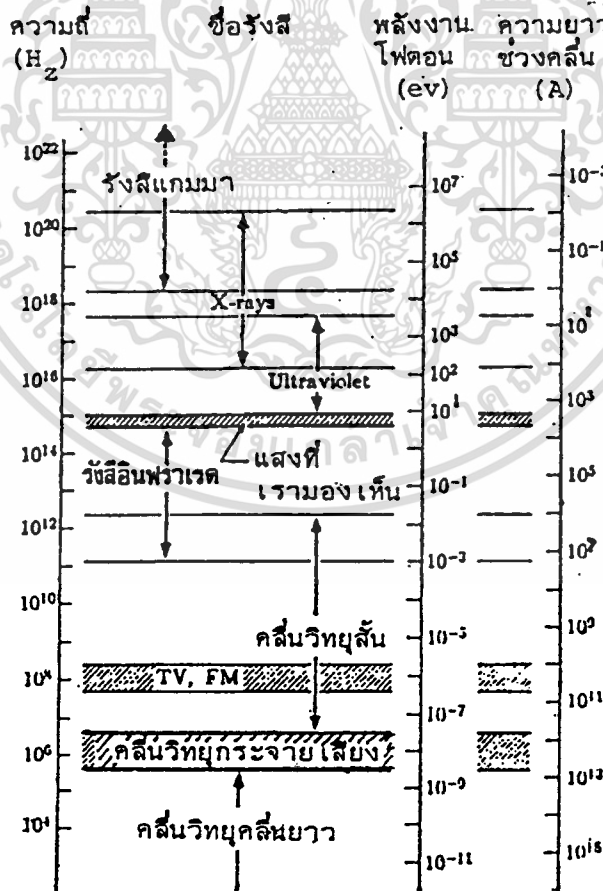 ความถี่ ชื่อรังสี พลังงาน ความยาว
(Hz) โฟตอน ช่วงคลื่น
(ev) (A)
10²²
รังสีแกมมา
10⁷
10⁻³
10²⁰
10⁵
10⁻¹
10¹⁸
X-rays
10¹
10³
10¹⁶
Ultraviolet
10²
10³
10¹
10¹⁴
แสงที่
รังสีอินฟราเรด
เรามองเห็น
10⁻¹
10⁵
10¹²
10⁻³
10⁷
10¹⁰
คลื่นวิทยุสั้น
10⁻⁵
10⁹
10⁸
TV, FM
10⁻⁷
10¹¹
10⁶
คลื่นวิทยุกระจายเสียง
10⁻⁹
10¹³
10⁴
คลื่นวิทยุคลื่นยาว
10⁻¹¹
10¹⁵